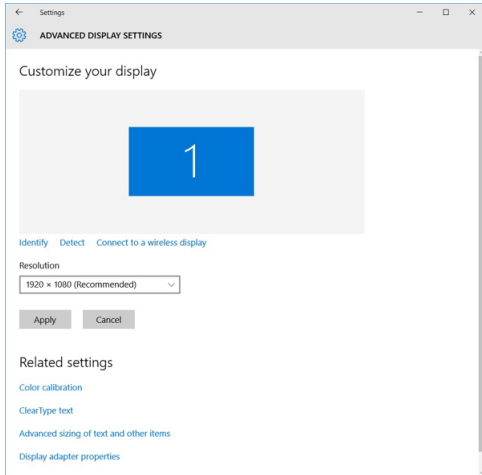 Settings
ADVANCED DISPLAY SETTINGS
Customize your display
1
Identify Detect Connect to a wireless display
Resolution
1920 × 1080 (Recommended)
Apply Cancel
Related settings
Color calibration
ClearType text
Advanced sizing of text and other items
Display adapter properties